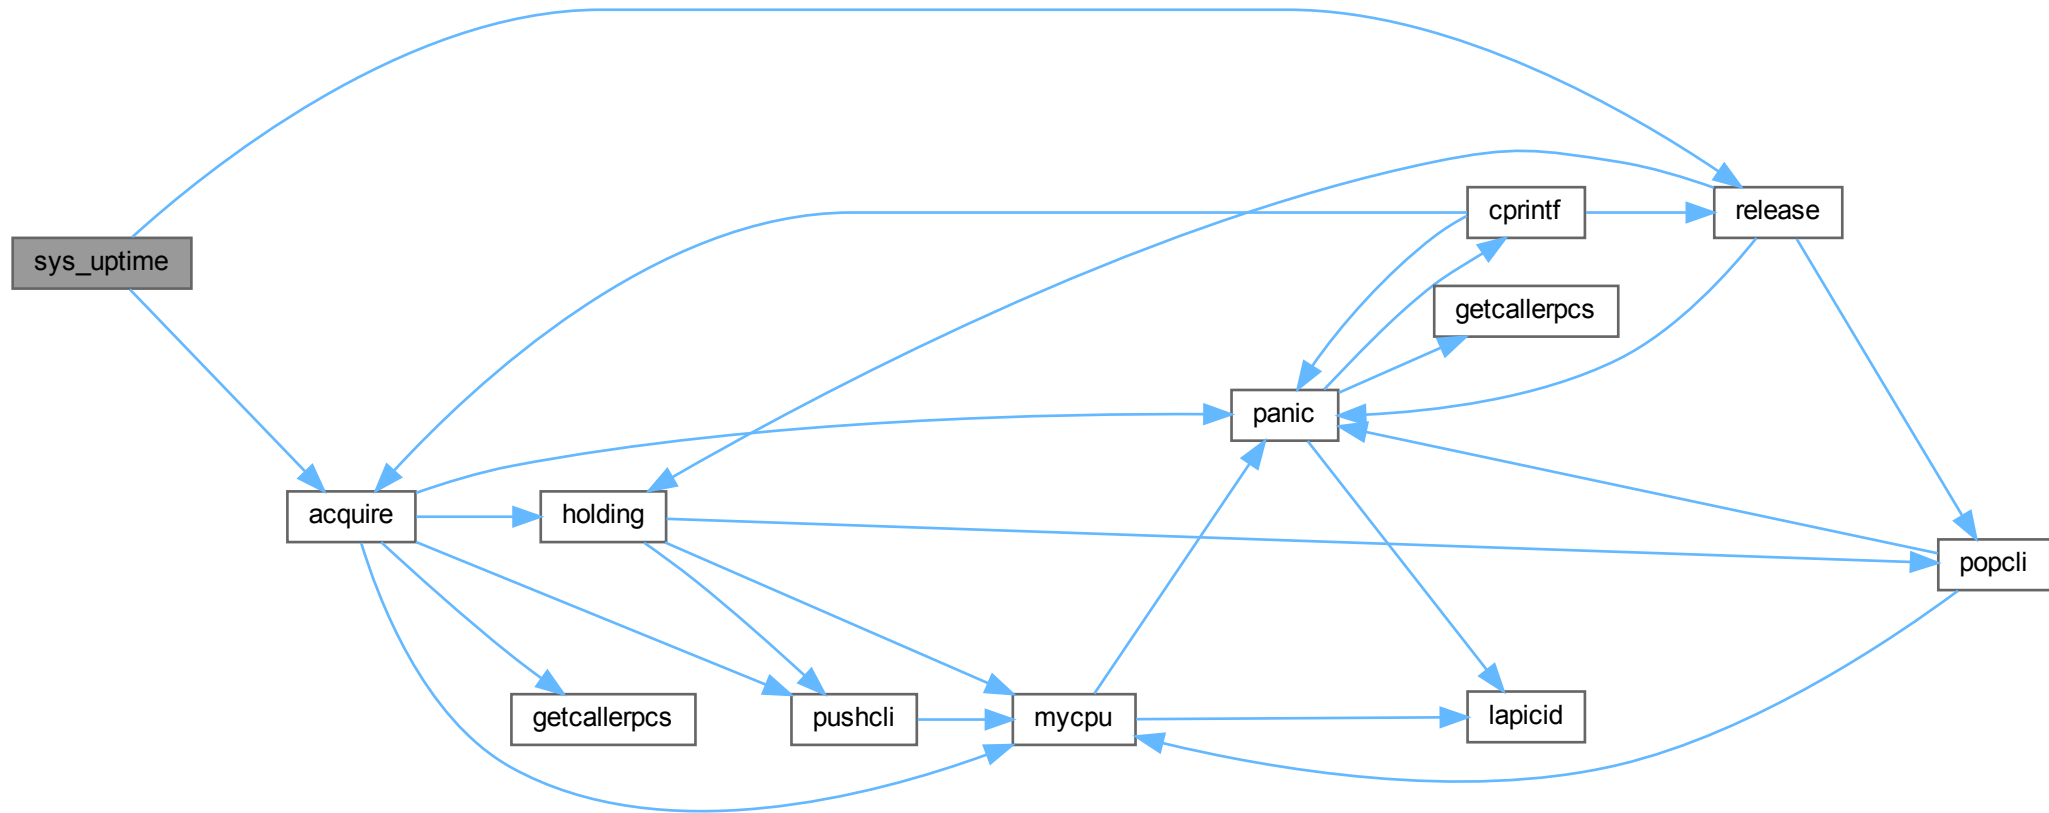 sys_uptime
acquire
holding
getcallerpcs
pushcli
mycpu
panic
cprintf
getcallerpcs
lapicid
release
popcli